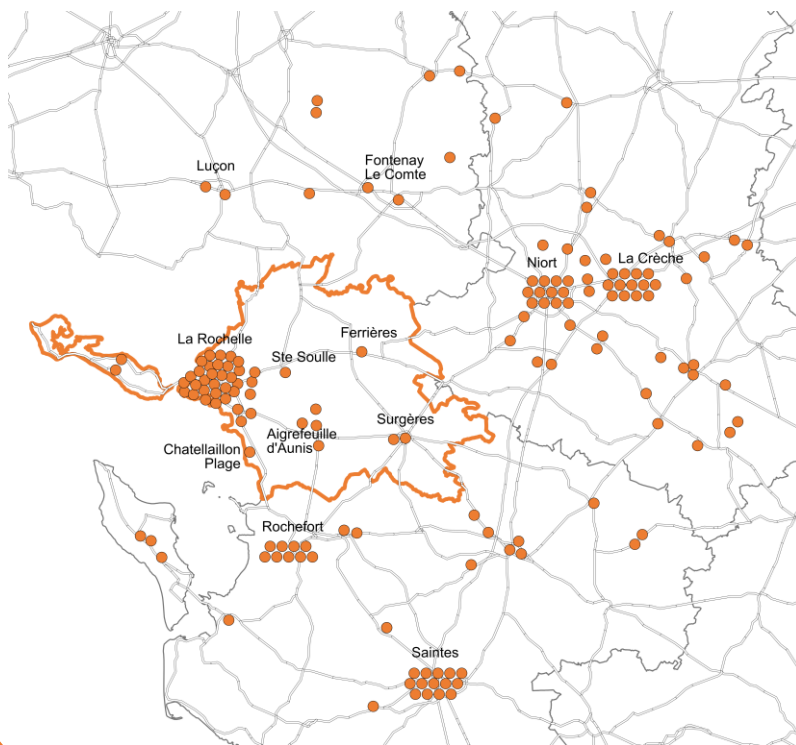 Luçon
Fontenay
Le Comte
Niort
La Crèche
La Rochelle
Ferrières
Ste Soulle
Surgères
Aigrefeuille
d'Aunis
Chatellaillon
Plage
Rochefort
Saintes